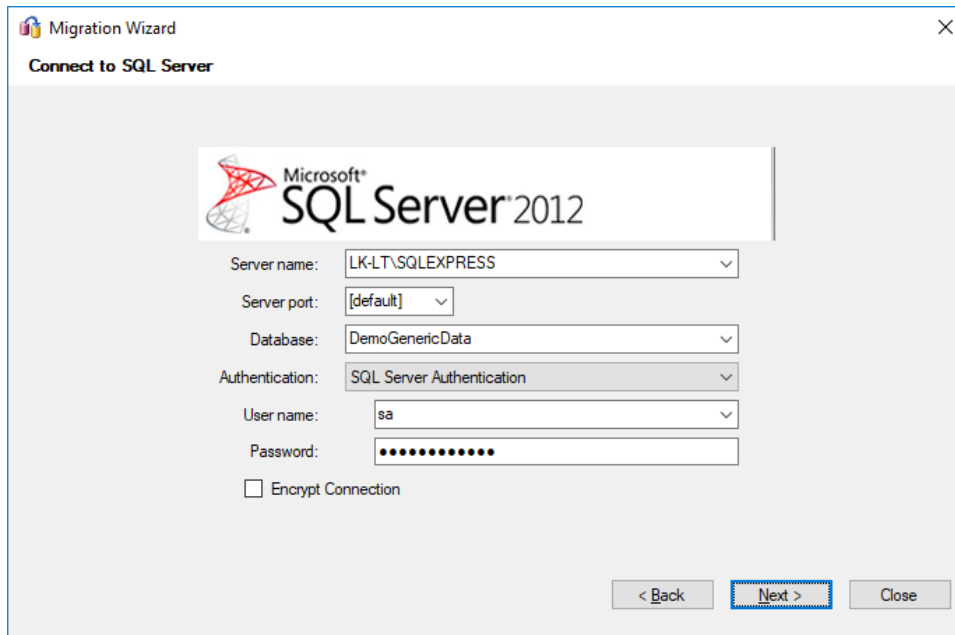 Migration Wizard
Connect to SQL Server
Microsoft®
SQL Server® 2012
Server name: LK-LT\SQLEXPRESS
Server port: [default]
Database: DemoGenericData
Authentication: SQL Server Authentication
User name: sa
Password: ●●●●●●●●●●●●
Encrypt Connection
< Back Next > Close